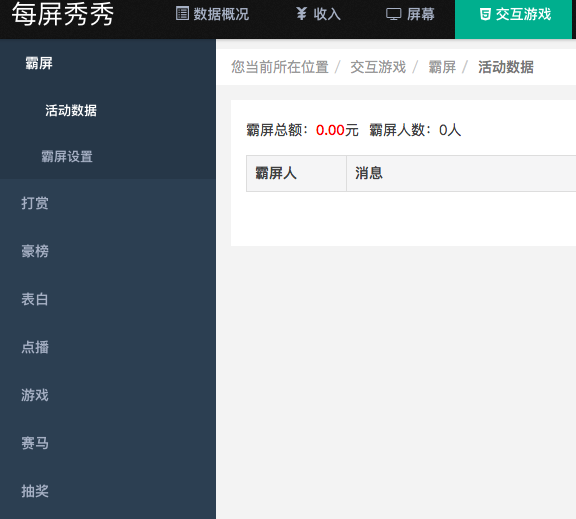 每屏秀秀 数据概况 收入 屏幕 交互游戏
霸屏
活动数据
霸屏设置
打赏
豪榜
表白
点播
游戏
赛马
抽奖
您当前所在位置 / 交互游戏 / 霸屏 / 活动数据
霸屏总额：0.00元 霸屏人数：0人
霸屏人 消息